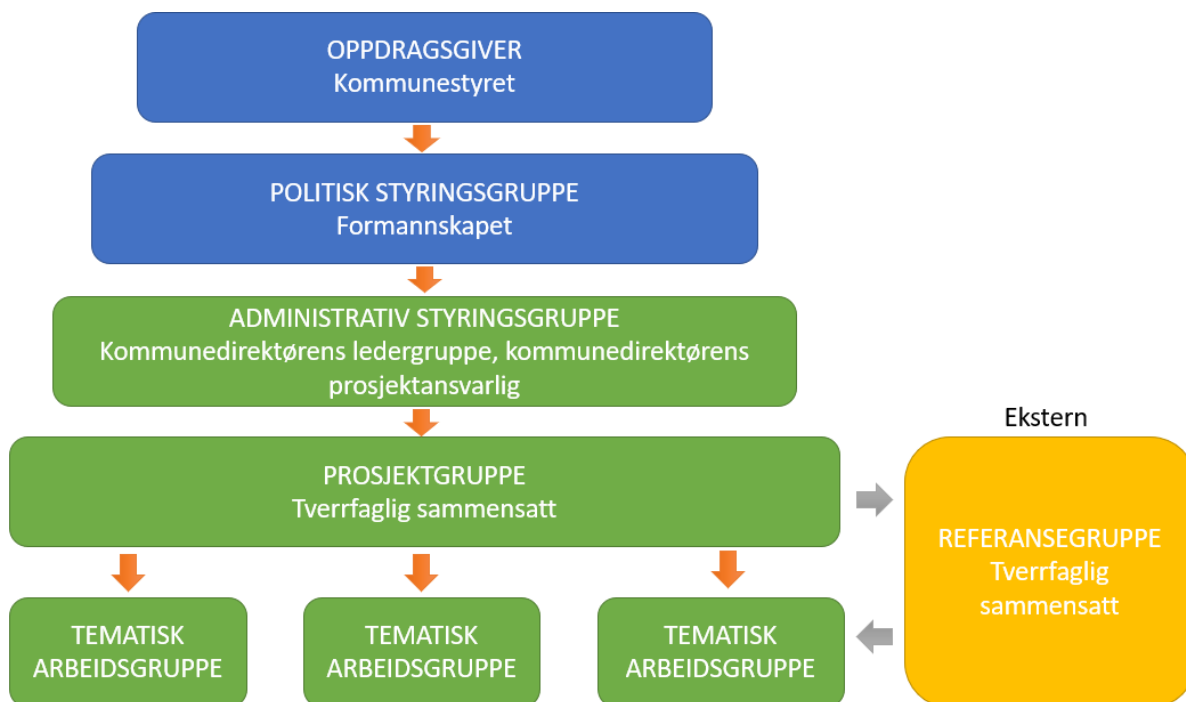 OPPDRAGSGIVER
Kommunestyret
POLITISK STYRINGSGRUPPE
Formannskapet
ADMINISTRATIV STYRINGSGRUPPE
Kommunedirektørens ledergruppe, kommunedirektørens
prosjektansvarlig
PROSJEKTGRUPPE
Tverrfaglig sammensatt
Ekstern
REFERANSEGRUPPE
Tverrfaglig
sammensatt
TEMATISK
ARBEIDSGRUPPE
TEMATISK
ARBEIDSGRUPPE
TEMATISK
ARBEIDSGRUPPE